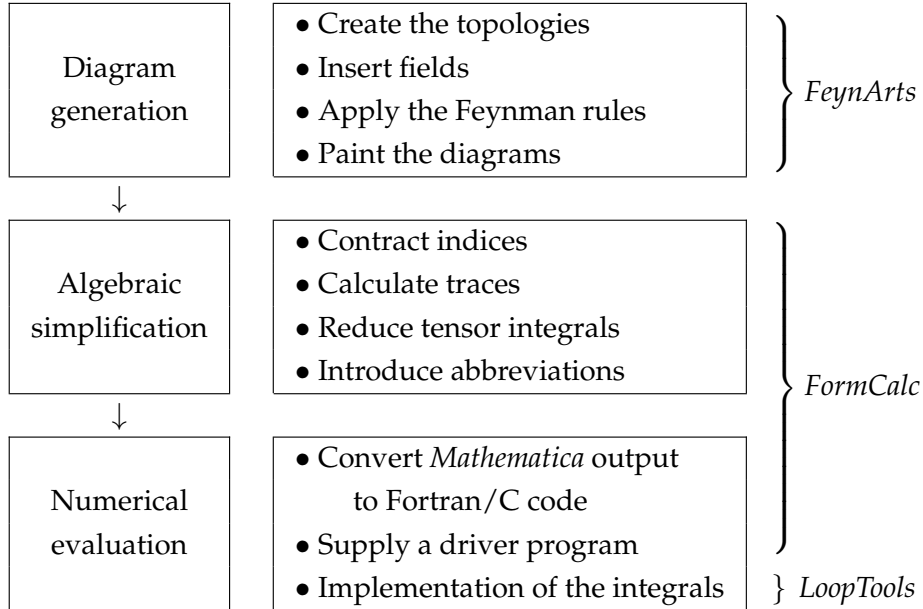 Diagram
generation
• Create the topologies
• Insert fields
• Apply the Feynman rules
• Paint the diagrams
} FeynArts
↓
Algebraic
simplification
• Contract indices
• Calculate traces
• Reduce tensor integrals
• Introduce abbreviations
} FormCalc
↓
Numerical
evaluation
• Convert Mathematica output
to Fortran/C code
• Supply a driver program
• Implementation of the integrals
} LoopTools